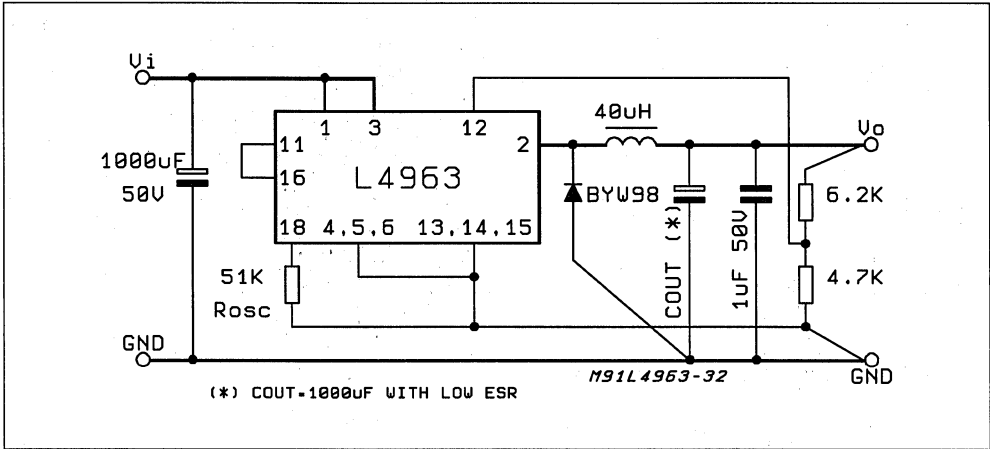 Vi
40uH
Vo
1 3 12
11
2
1000uF
50V
16
L4963
BYW98
6.2K
18 4,5,6 13,14,15
COUT (*)
1uF 50V
51K
Rosc
4.7K
GND
M91L4963-32
GND
(*) COUT=1000uF WITH LOW ESR